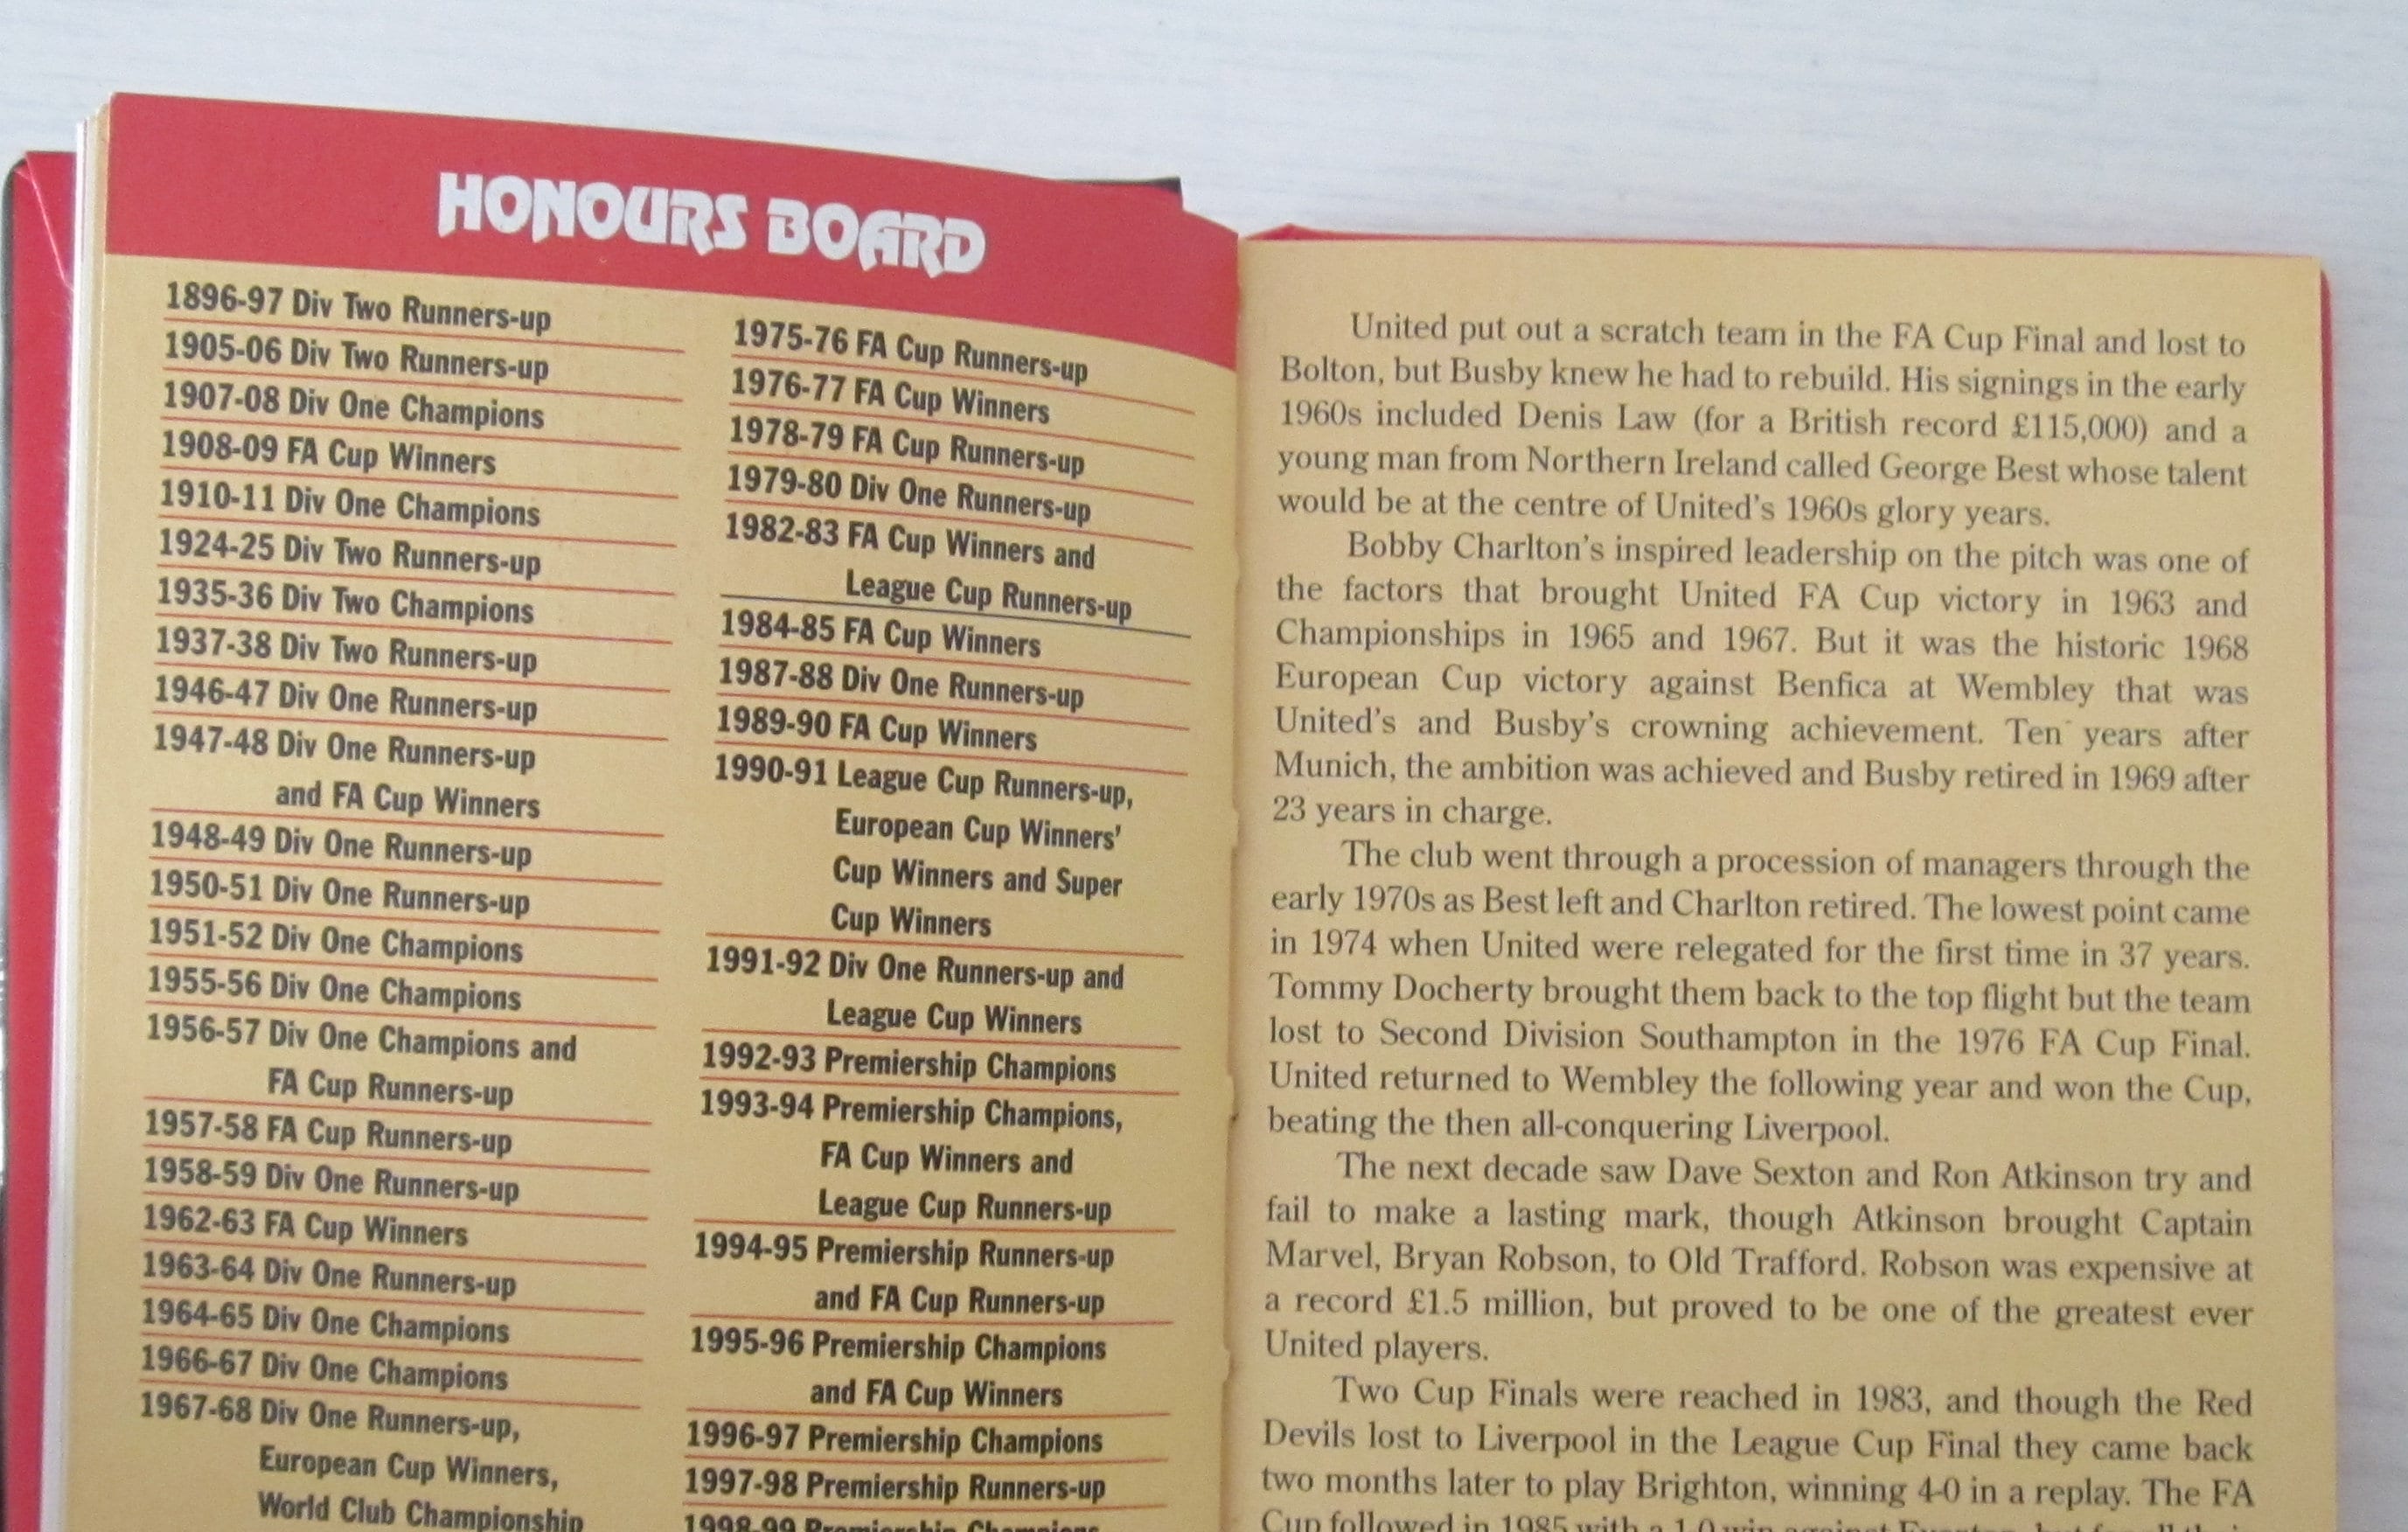 HONOURS BOARD
1896-97 Div Two Runners-up
1905-06 Div Two Runners-up
1907-08 Div One Champions
1908-09 FA Cup Winners
1910-11 Div One Champions
1924-25 Div Two Runners-up
1935-36 Div Two Champions
1937-38 Div Two Runners-up
1946-47 Div One Runners-up
1947-48 Div One Runners-up
and FA Cup Winners
1948-49 Div One Runners-up
1950-51 Div One Runners-up
1951-52 Div One Champions
1955-56 Div One Champions
1956-57 Div One Champions and
FA Cup Runners-up
1957-58 FA Cup Runners-up
1958-59 Div One Runners-up
1962-63 FA Cup Winners
1963-64 Div One Runners-up
1964-65 Div One Champions
1966-67 Div One Champions
1967-68 Div One Runners-up,
European Cup Winners,
World Club Championship
1975-76 FA Cup Runners-up
1976-77 FA Cup Winners
1978-79 FA Cup Runners-up
1979-80 Div One Runners-up
1982-83 FA Cup Winners and
League Cup Runners-up
1984-85 FA Cup Winners
1987-88 Div One Runners-up
1989-90 FA Cup Winners
1990-91 League Cup Runners-up,
European Cup Winners'
Cup Winners and Super
Cup Winners
1991-92 Div One Runners-up and
League Cup Winners
1992-93 Premiership Champions
1993-94 Premiership Champions,
FA Cup Winners and
League Cup Runners-up
1994-95 Premiership Runners-up
and FA Cup Runners-up
1995-96 Premiership Champions
and FA Cup Winners
1996-97 Premiership Champions
1997-98 Premiership Runners-up
1998-99 Premiership Champions
United put out a scratch team in the FA Cup Final and lost to
Bolton, but Busby knew he had to rebuild. His signings in the early
1960s included Denis Law (for a British record £115,000) and a
young man from Northern Ireland called George Best whose talent
would be at the centre of United's 1960s glory years.
Bobby Charlton's inspired leadership on the pitch was one of
the factors that brought United FA Cup victory in 1963 and
Championships in 1965 and 1967. But it was the historic 1968
European Cup victory against Benfica at Wembley that was
United's and Busby's crowning achievement. Ten years after
Munich, the ambition was achieved and Busby retired in 1969 after
23 years in charge.
The club went through a procession of managers through the
early 1970s as Best left and Charlton retired. The lowest point came
in 1974 when United were relegated for the first time in 37 years.
Tommy Docherty brought them back to the top flight but the team
lost to Second Division Southampton in the 1976 FA Cup Final.
United returned to Wembley the following year and won the Cup,
beating the then all-conquering Liverpool.
The next decade saw Dave Sexton and Ron Atkinson try and
fail to make a lasting mark, though Atkinson brought Captain
Marvel, Bryan Robson, to Old Trafford. Robson was expensive at
a record £1.5 million, but proved to be one of the greatest ever
United players.
Two Cup Finals were reached in 1983, and though the Red
Devils lost to Liverpool in the League Cup Final they came back
two months later to play Brighton, winning 4-0 in a replay. The FA
Cup followed in 1985 with a 1-0 win against Everton, but for all